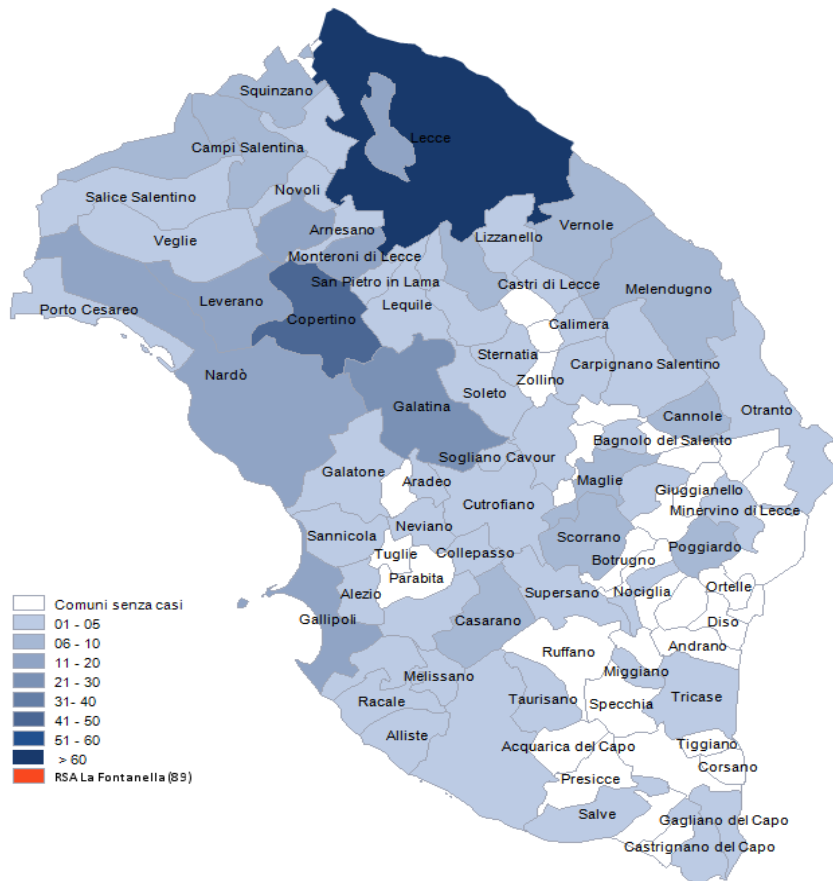 Squinzano
Lecce
Campi Salentina
Novoli
Salice Salentino
Vernole
Arnesano
Lizzanello
Veglie
Monteroni di Lecce
San Pietro in Lama
Castri di Lecce
Melendugno
Leverano
Lequile
Porto Cesareo
Copertino
Calimera
Sternatia
Carpignano Salentino
Nardò
Zollino
Soleto
Galatina
Otranto
Cannole
Bagnolo del Salento
Sogliano Cavour
Galatone
Aradeo
Maglie
Giuggianello
Cutrofiano
Minervino di Lecce
Neviano
Sannicola
Scorrano
Poggiardo
Tuglie
Collepasso
Botrugno
Parabita
Ortelle
Supersano
Nociglia
Alezio
Gallipoli
Casarano
Diso
Andrano
Ruffano
Miggiano
Melissano
Tricase
Racale
Taurisano
Specchia
Alliste
Acquarica del Capo
Tiggiano
Corsano
Presicce
Salve
Gagliano del Capo
Castrignano del Capo
Comuni senza casi
01 - 05
06 - 10
11 - 20
21 - 30
31- 40
41 - 50
51 - 60
> 60
RSA La Fontanella (89)